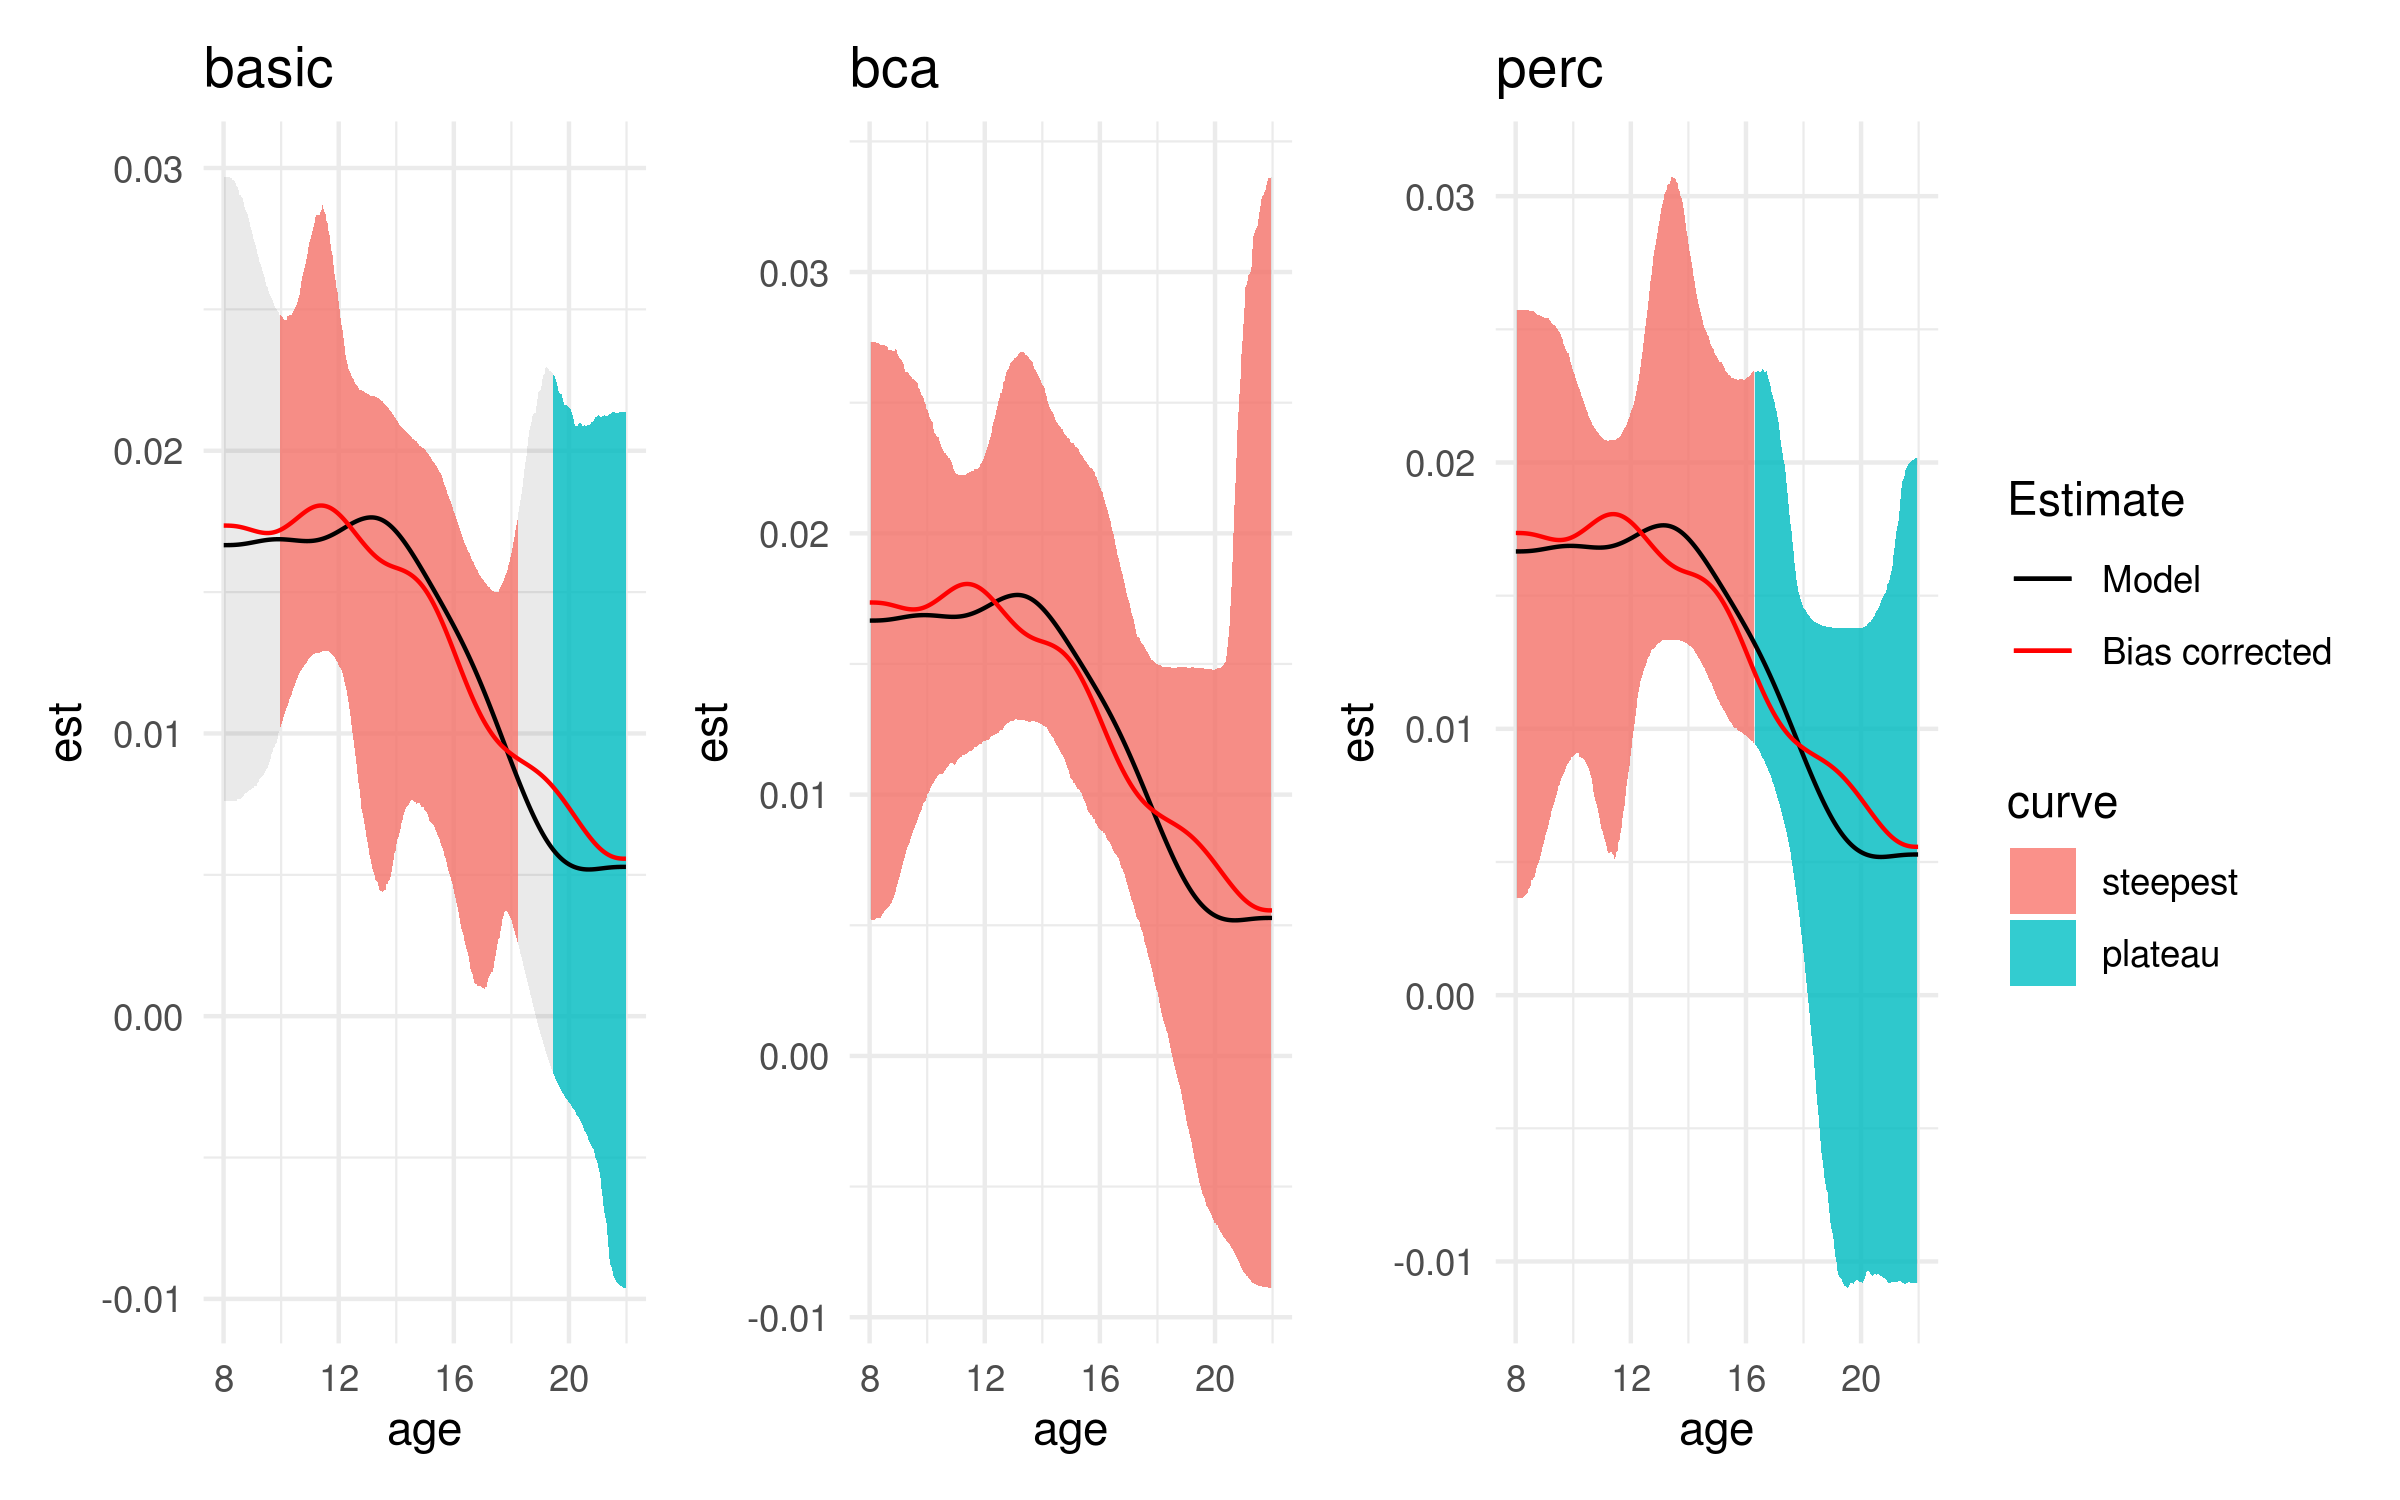 basic
0.03
0.02
0.01
0.00
-0.01
est
8 12 16 20
age
bca
0.03
0.02
0.01
0.00
-0.01
est
8 12 16 20
age
perc
0.03
0.02
0.01
0.00
-0.01
est
8 12 16 20
age
Estimate
Model
Bias corrected
curve
steepest
plateau